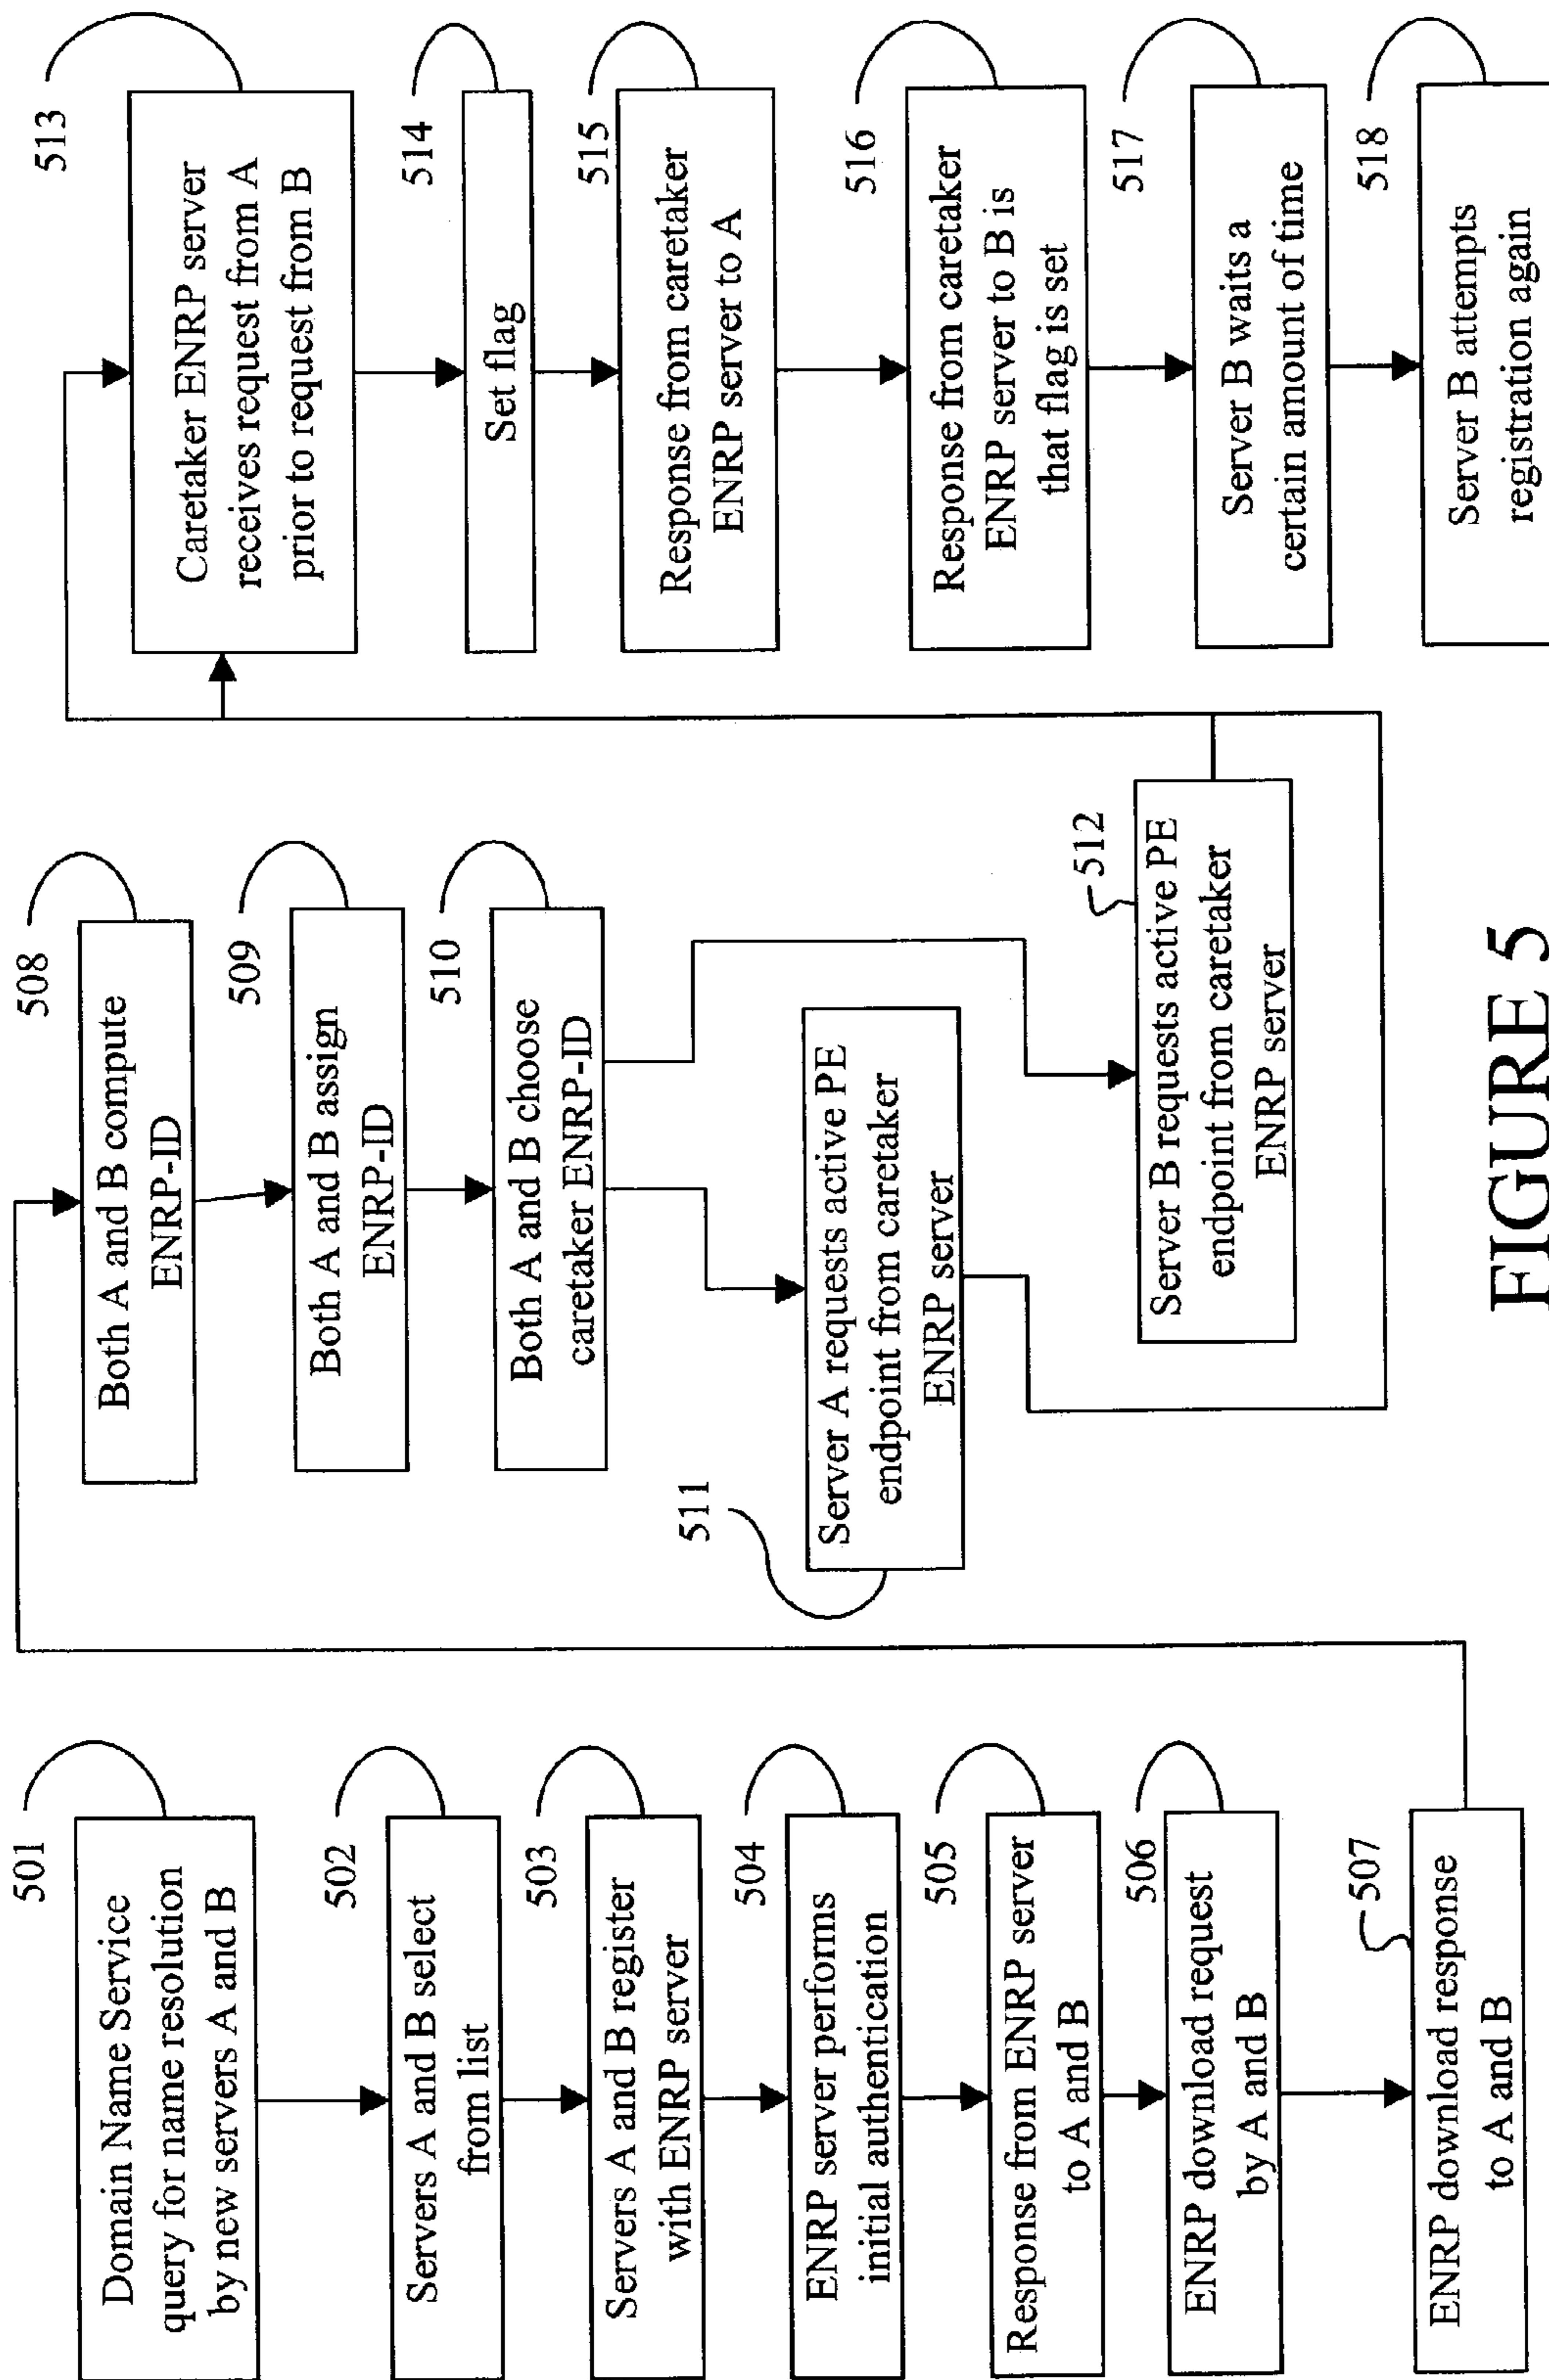 501
Domain Name Service
query for name resolution
by new servers A and B
502
Servers A and B select
from list
503
Servers A and B register
with ENRP server
504
ENRP server performs
initial authentication
505
Response from ENRP server
to A and B
506
ENRP download request
by A and B
507
ENRP download response
to A and B
508
Both A and B compute
ENRP-ID
509
Both A and B assign
ENRP-ID
510
Both A and B choose
caretaker ENRP-ID
511
Server A requests active PE
endpoint from caretaker
ENRP server
512
Server B requests active PE
endpoint from caretaker
ENRP server
513
Caretaker ENRP server
receives request from A
prior to request from B
514
Set flag
515
Response from caretaker
ENRP server to A
516
Response from caretaker
ENRP server to B is
that flag is set
517
Server B waits a
certain amount of time
518
Server B attempts
registration again
FIGURE 5